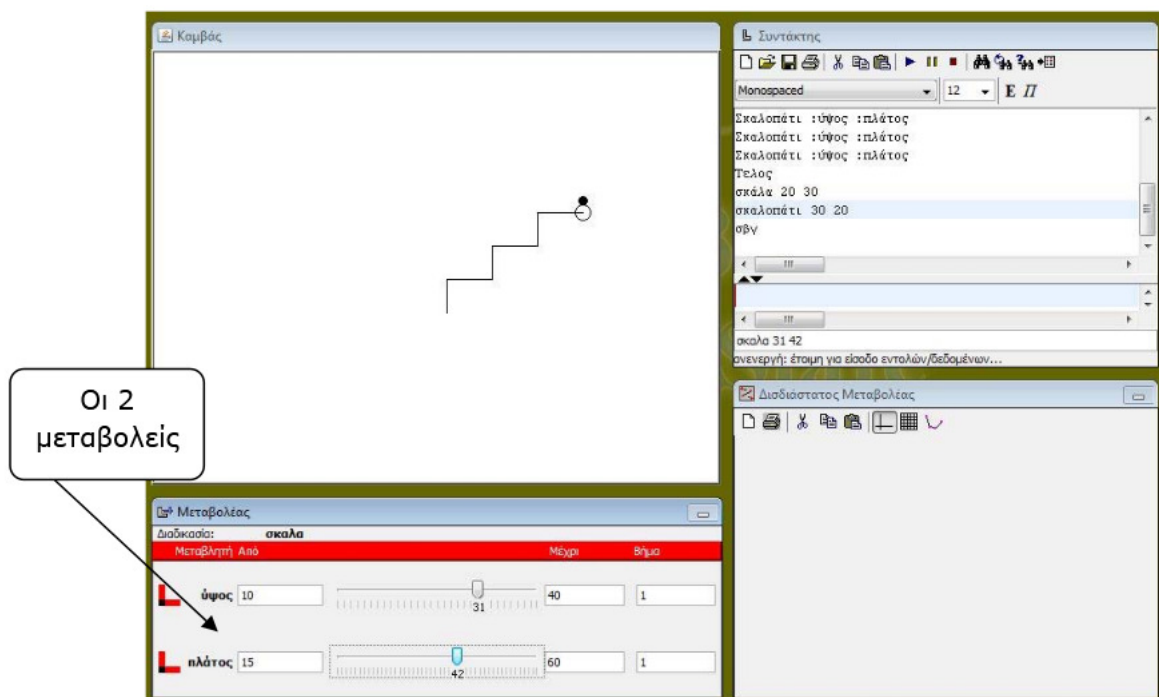 Καμβάς
Συντάκτης
Monospaced 12 Ε Π
Σκαλοπάτι :ύψος :πλάτος
Σκαλοπάτι :ύψος :πλάτος
Σκαλοπάτι :ύψος :πλάτος
Τελος
σκάλα 20 30
σκαλοπάτι 30 20
σβγ
σκαλα 31 42
ανενεργή: έτοιμη για είσοδο εντολών/δεδομένων...
Οι 2
μεταβολείς
Δισδιάστατος Μεταβολέας
Μεταβολέας
Διαδικασία: σκαλα
Μεταβλητή Από Μέχρι Βήμα
ύψος 10 31 40 1
πλάτος 15 42 60 1